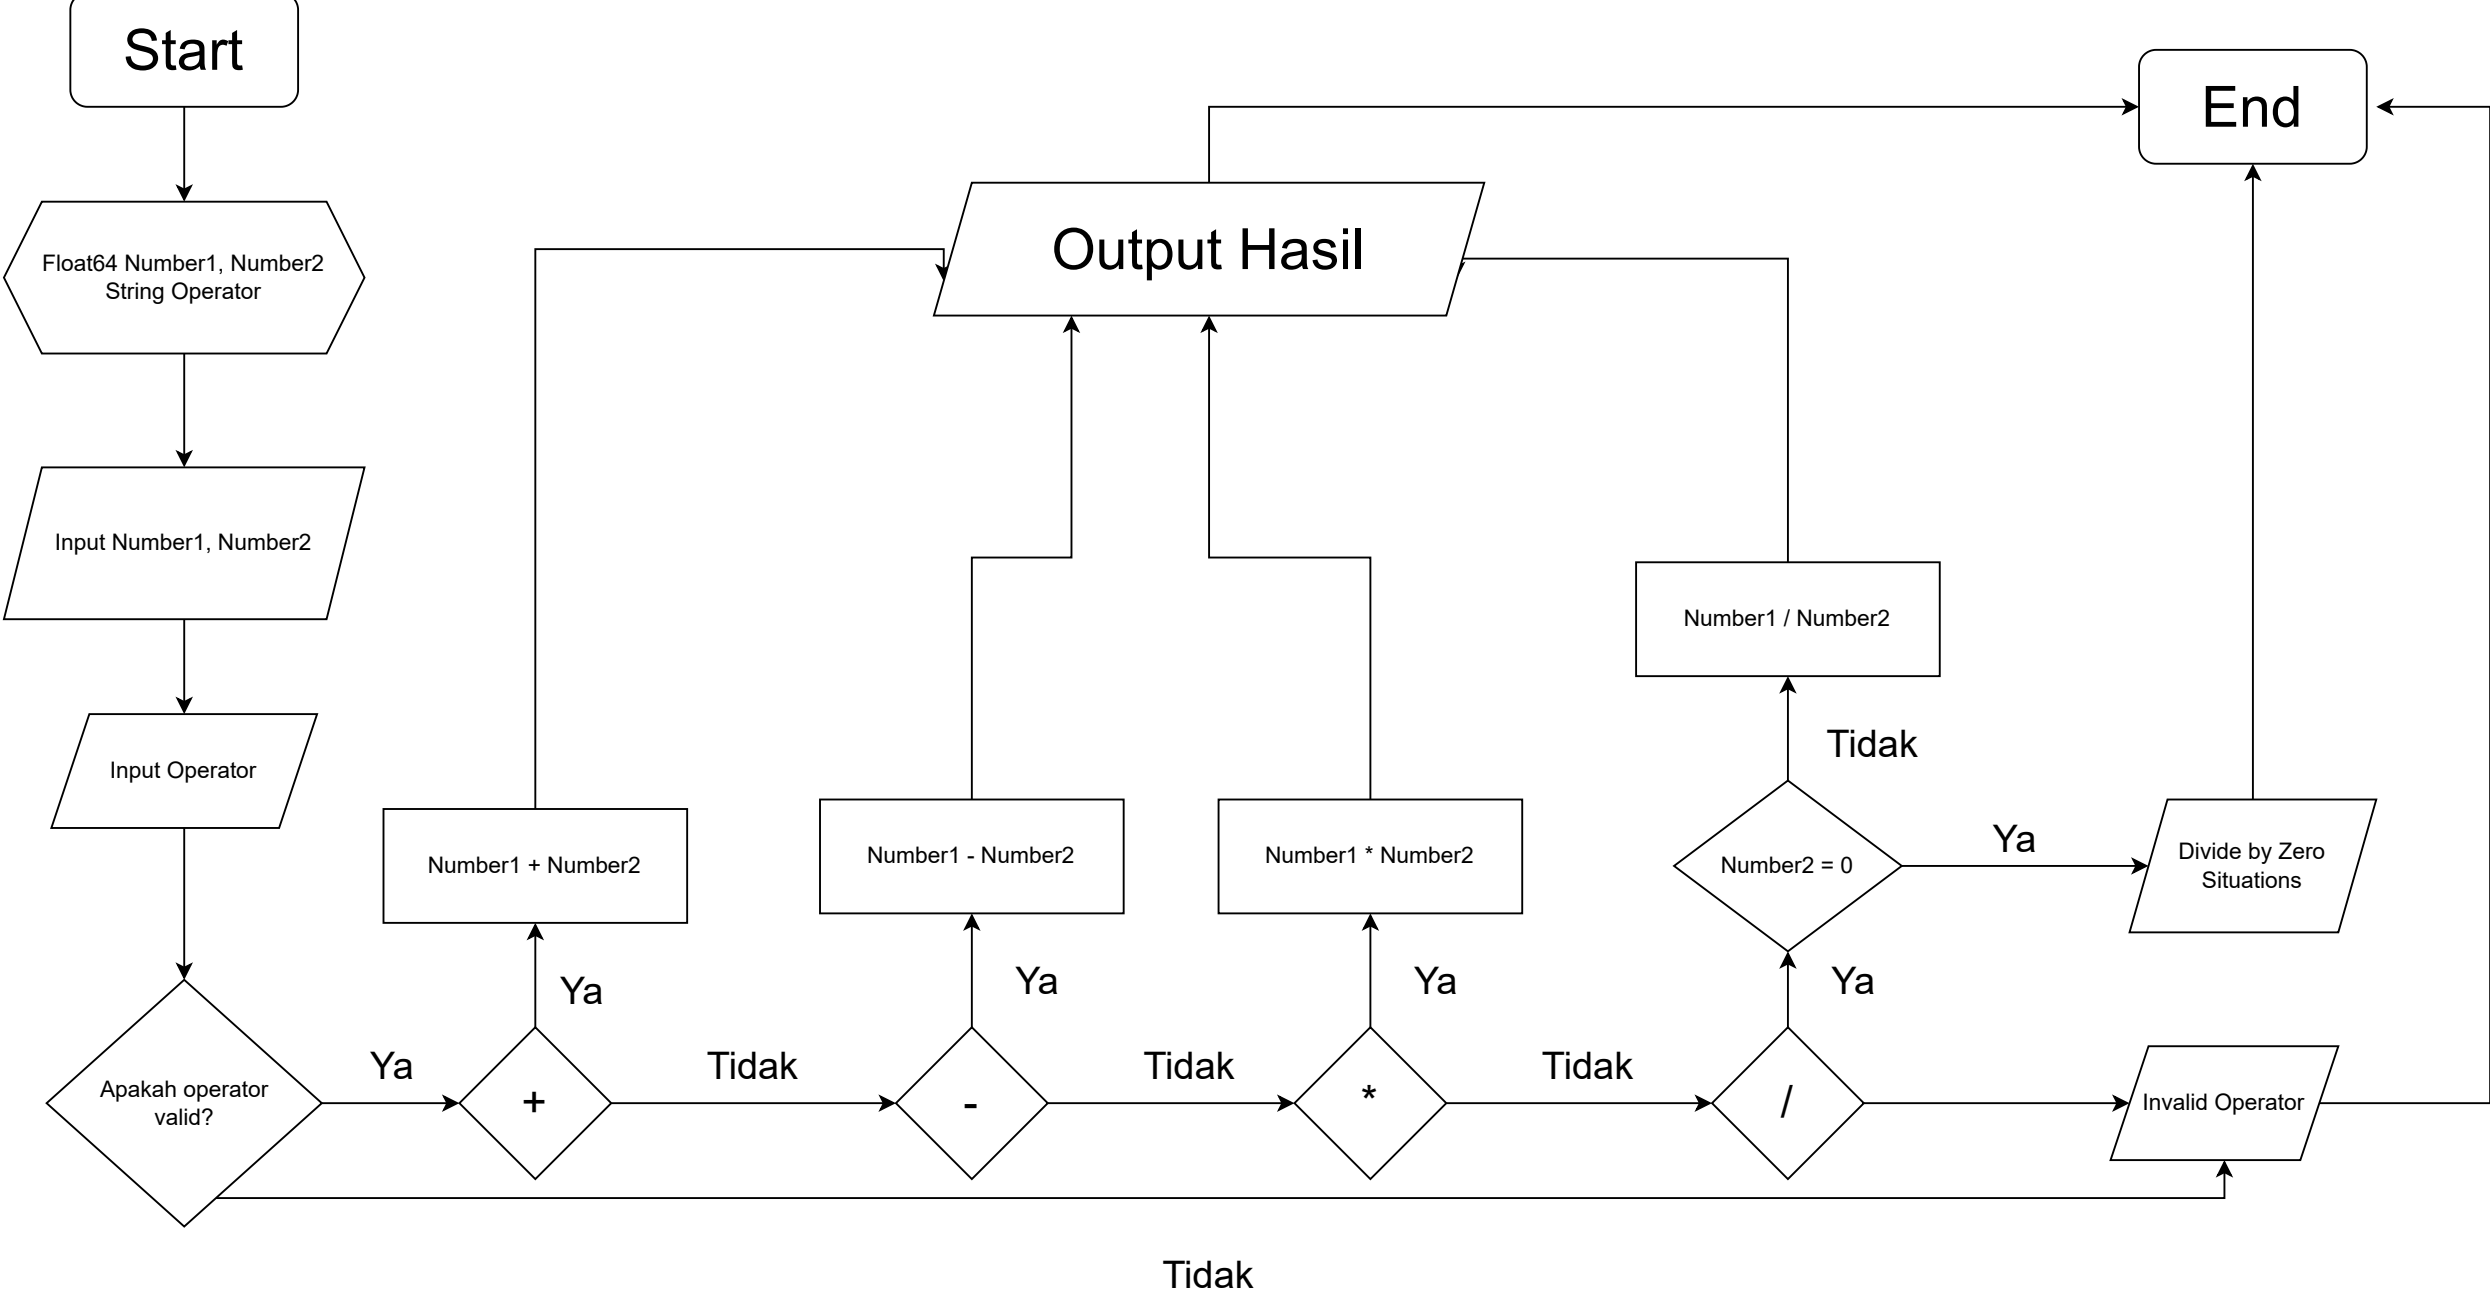 Start
End
Output Hasil
Float64 Number1, Number2
String Operator
Input Number1, Number2
Number1 / Number2
Tidak
Input Operator
Number1 + Number2
Number1 - Number2
Number1 * Number2
Number2 = 0
Ya
Divide by Zero
Situations
Ya
Ya
Ya
Ya
Apakah operator
valid?
Ya
+
Tidak
-
Tidak
*
Tidak
/
Invalid Operator
Tidak